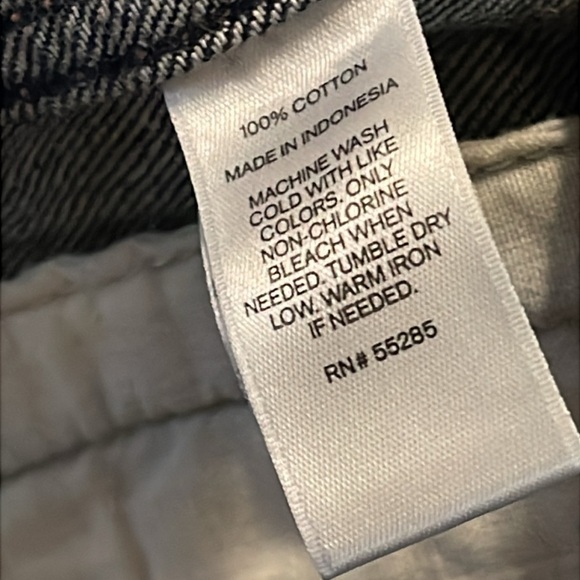 100% COTTON
MADE IN INDONESIA
MACHINE WASH
COLD WITH LIKE
COLORS. ONLY
NON-CHLORINE
BLEACH WHEN
NEEDED. TUMBLE DRY
LOW. WARM IRON
IF NEEDED.
RN# 55285